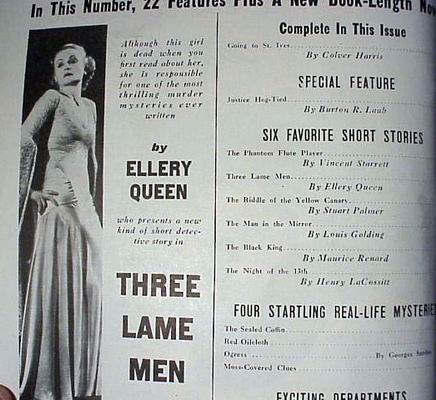 In This Number, 22 Features Plus A New Book-Length
Although this girl
is dead when you
first read about her,
she is responsible
for one of the most
thrilling murder
mysteries ever
written
by
ELLERY
QUEEN
who presents a new
kind of short detec-
tive story in
THREE
LAME
MEN
Complete In This Issue
Going to St. Ives
By Colver Harris
SPECIAL FEATURE
Justice Hog-Tied
By Burton R. Laub
SIX FAVORITE SHORT STORIES
The Phantom Flute Player
By Vincent Starrett
Three Lame Men
By Ellery Queen
The Riddle of the Yellow Canary
By Stuart Palmer
The Man in the Mirror
By Louis Golding
The Black King
By Maurice Renard
The Night of the 13th
By Henry LaCossitt
FOUR STARTLING REAL-LIFE MYSTERIE
The Sealed Coffin
Red Oilcloth
Ogress By Georges
Moss-Covered Clues
EXCITING DEPARTMENTS